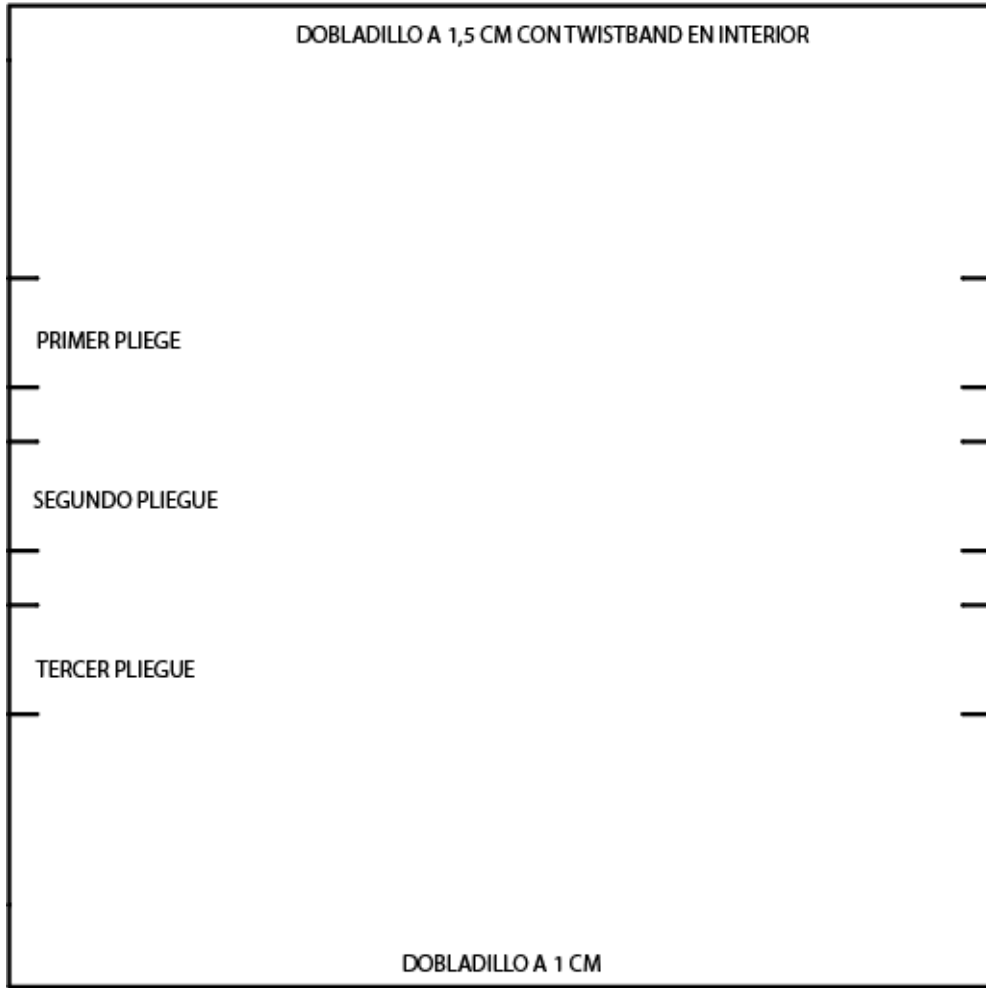 DOBLADILLO A 1,5 CM CON TWISTBAND EN INTERIOR
PRIMER PLIEGE
SEGUNDO PLIEGUE
TERCER PLIEGUE
DOBLADILLO A 1 CM